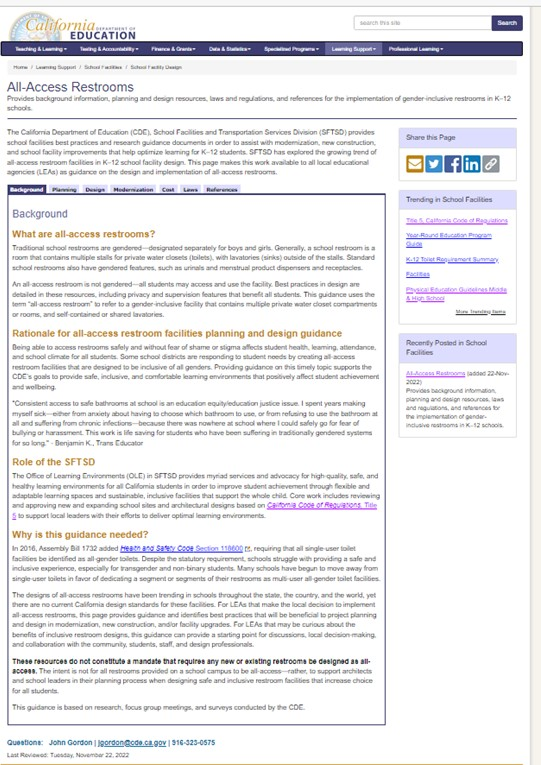 California DEPARTMENT OF
EDUCATION
search this site
Search
Teaching & Learning
Testing & Accountability
Finance & Grants
Data & Statistics
Specialized Programs
Learning Support
Professional Learning
Home / Learning Support / School Facilities / School Facility Design
All-Access Restrooms
Provides background information, planning and design resources, laws and regulations, and references for the implementation of gender-inclusive restrooms in K–12
schools.
The California Department of Education (CDE), School Facilities and Transportation Services Division (SFTSD) provides
school facilities best practices and research guidance documents in order to assist with modernization, new construction,
and school facility improvements that help optimize learning for K–12 students. SFTSD has explored the growing trend of
all-access restroom facilities in K–12 school facility design. This page makes this work available to all local educational
agencies (LEAs) as guidance on the design and implementation of all-access restrooms.
Background
Planning
Design
Modernization
Cost
Laws
References
Background
What are all-access restrooms?
Traditional school restrooms are gendered—designated separately for boys and girls. Generally, a school restroom is a
room that contains multiple stalls for private water closets (toilets), with lavatories (sinks) outside of the stalls. Standard
school restrooms also have gendered features, such as urinals and menstrual product dispensers and receptacles.
An all-access restroom is not gendered—all students may access and use the facility. Best practices in design are
detailed in these resources, including privacy and supervision features that benefit all students. This guidance uses the
term "all-access restroom" to refer to a gender-inclusive facility that contains multiple private water closet compartments
or rooms, and self-contained or shared lavatories.
Rationale for all-access restroom facilities planning and design guidance
Being able to access restrooms safely and without fear of shame or stigma affects student health, learning, attendance,
and school climate for all students. Some school districts are responding to student needs by creating all-access
restroom facilities that are designed to be inclusive of all genders. Providing guidance on this timely topic supports the
CDE's goals to provide safe, inclusive, and comfortable learning environments that positively affect student achievement
and wellbeing.
"Consistent access to safe bathrooms at school is an education equity/education justice issue. I spent years making
myself sick—either from anxiety about having to choose which bathroom to use, or from refusing to use the bathroom at
all and suffering from chronic infections—because there was nowhere at school where I could safely go for fear of
bullying or harassment. This work is life saving for students who have been suffering in traditionally gendered systems
for so long." - Benjamin K., Trans Educator
Role of the SFTSD
The Office of Learning Environments (OLE) in SFTSD provides myriad services and advocacy for high-quality, safe, and
healthy learning environments for all California students in order to improve student achievement through flexible and
adaptable learning spaces and sustainable, inclusive facilities that support the whole child. Core work includes reviewing
and approving new and expanding school sites and architectural designs based on California Code of Regulations, Title
5 to support local leaders with their efforts to deliver optimal learning environments.
Why is this guidance needed?
In 2016, Assembly Bill 1732 added Health and Safety Code Section 118600, requiring that all single-user toilet
facilities be identified as all-gender toilets. Despite the statutory requirement, schools struggle with providing a safe and
inclusive experience, especially for transgender and non-binary students. Many schools have begun to move away from
single-user toilets in favor of dedicating a segment or segments of their restrooms as multi-user all-gender toilet facilities.
The designs of all-access restrooms have been trending in schools throughout the state, the country, and the world, yet
there are no current California design standards for these facilities. For LEAs that make the local decision to implement
all-access restrooms, this page provides guidance and identifies best practices that will be beneficial to project planning
and design in modernization, new construction, and/or facility upgrades. For LEAs that may be curious about the
benefits of inclusive restroom designs, this guidance can provide a starting point for discussions, local decision-making,
and collaboration with the community, students, staff, and design professionals.
These resources do not constitute a mandate that requires any new or existing restrooms be designed as all-
access. The intent is not for all restrooms provided on a school campus to be all-access—rather, to support architects
and school leaders in their planning process when designing safe and inclusive restroom facilities that increase choice
for all students.
This guidance is based on research, focus group meetings, and surveys conducted by the CDE.
Questions: John Gordon | jgordon@cde.ca.gov | 916-323-0575
Last Reviewed: Tuesday, November 22, 2022
Share this Page
Trending in School Facilities
Title 5, California Code of Regulations
Year-Round Education Program
Guide
K-12 Toilet Requirement Summary
Facilities
Physical Education Guidelines Middle
& High School
More Trending Items
Recently Posted in School
Facilities
All-Access Restrooms (added 22-Nov-
2022)
Provides background information,
planning and design resources, laws
and regulations, and references for
the implementation of gender-
inclusive restrooms in K–12 schools.